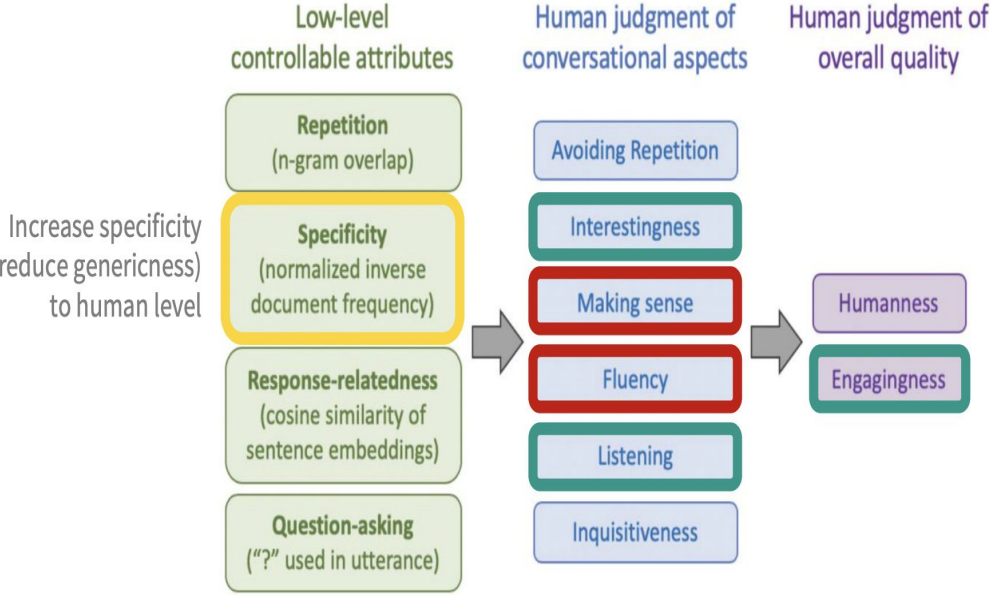 Low-level
controllable attributes
Human judgment of
conversational aspects
Human judgment of
overall quality
Increase specificity
reduce genericness)
to human level
Repetition
(n-gram overlap)
Specificity
(normalized inverse
document frequency)
Response-relatedness
(cosine similarity of
sentence embeddings)
Question-asking
("?" used in utterance)
Avoiding Repetition
Interestingness
Making sense
Fluency
Listening
Inquisitiveness
Humanness
Engagingness